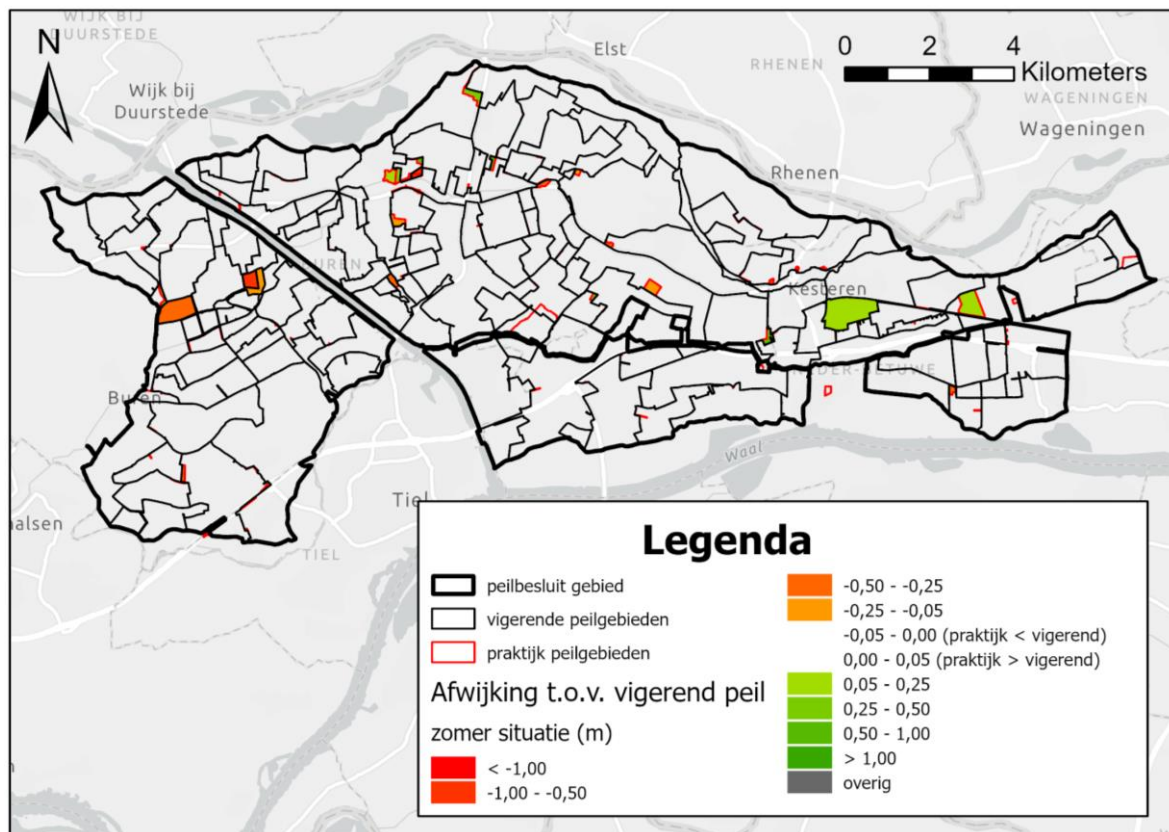 WIJK BIJ
DUURSTEDE
N
Elst
0 2 4
Kilometers
RHENEN
Wijk bij
Duurstede
WAGENINGEN
Wageningen
Rhenen
Kesteren
Buren
Waal
Tiel
TIEL
Legenda
peilbesluit gebied
vigerende peilgebieden
praktijk peilgebieden
Afwijking t.o.v. vigerend peil
zomer situatie (m)
< -1,00
-1,00 - -0,50
-0,50 - -0,25
-0,25 - -0,05
-0,05 - 0,00 (praktijk < vigerend)
0,00 - 0,05 (praktijk > vigerend)
0,05 - 0,25
0,25 - 0,50
0,50 - 1,00
> 1,00
overig